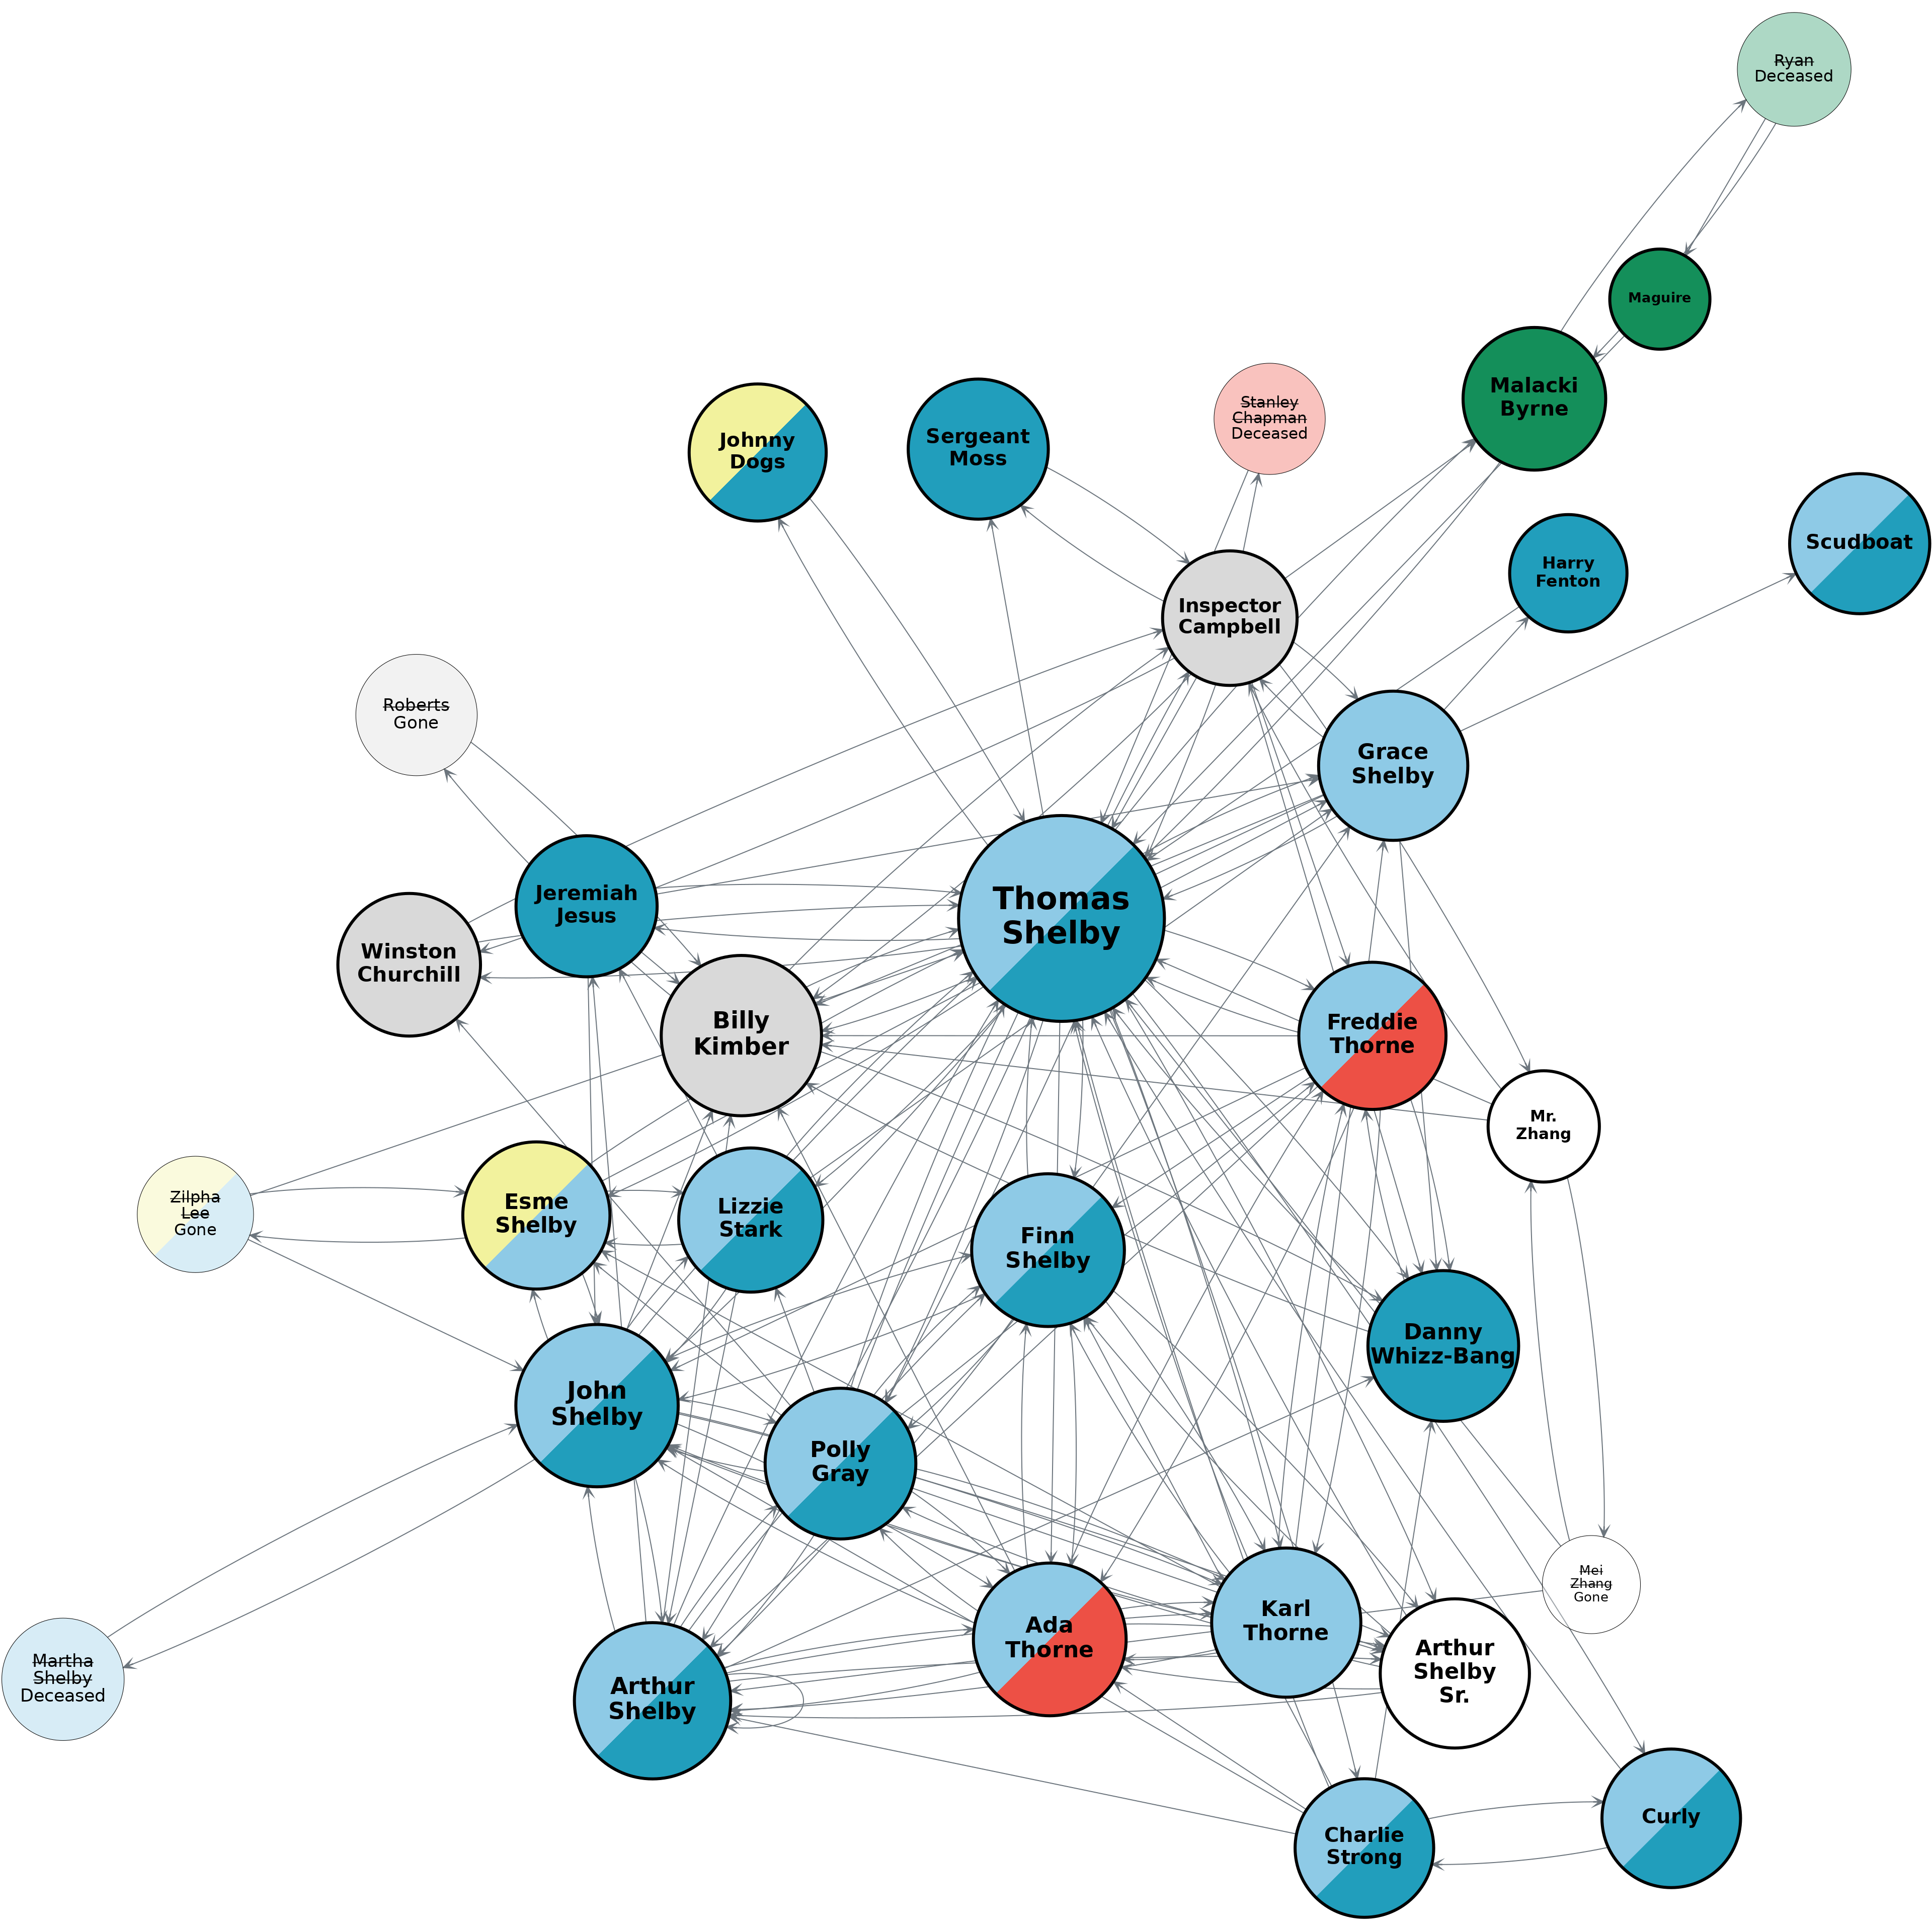 Ryan
Deceased
Maguire
Malacki
Byrne
Stanley
Chapman
Deceased
Johnny
Dogs
Sergeant
Moss
Scudboat
Harry
Fenton
Inspector
Campbell
Roberts
Gone
Grace
Shelby
Jeremiah
Jesus
Thomas
Shelby
Winston
Churchill
Billy
Kimber
Freddie
Thorne
Mr.
Zhang
Zilpha
Lee
Gone
Esme
Shelby
Lizzie
Stark
Finn
Shelby
Danny
Whizz-Bang
John
Shelby
Polly
Gray
Mei
Zhang
Gone
Ada
Thorne
Karl
Thorne
Arthur
Shelby
Sr.
Martha
Shelby
Deceased
Arthur
Shelby
Charlie
Strong
Curly